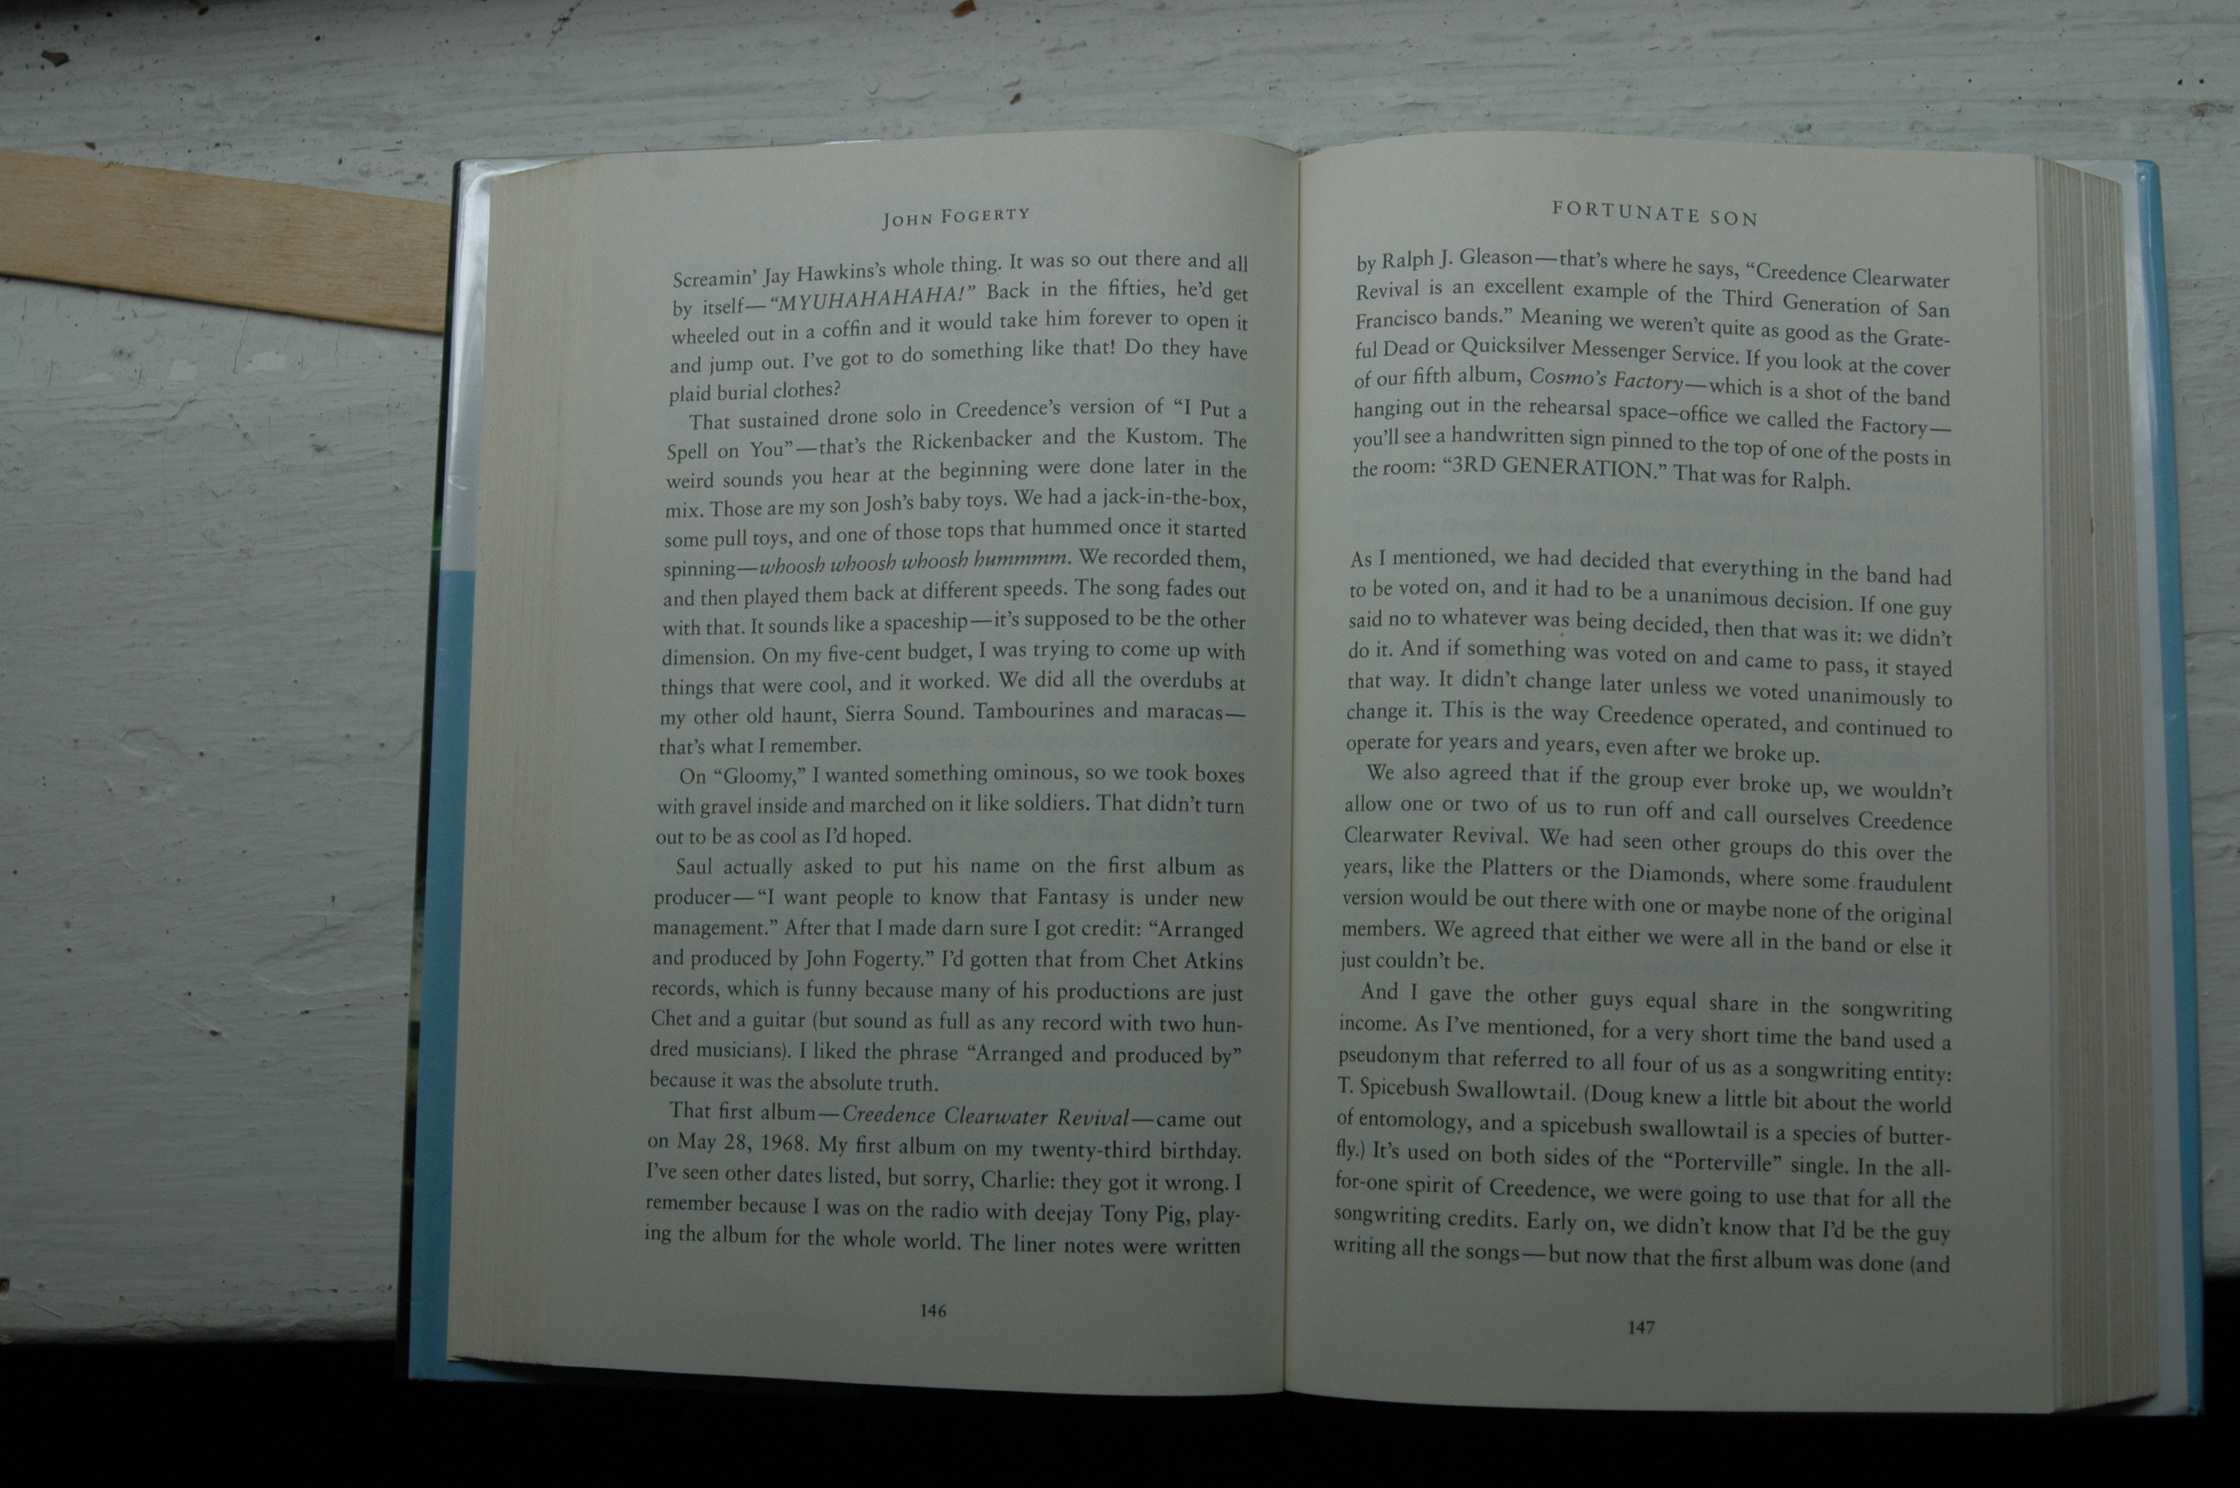 JOHN FOGERTY
Screamin' Jay Hawkins's whole thing. It was so out there and all
by itself—“MYUHAHAHAHA!” Back in the fifties, he'd get
wheeled out in a coffin and it would take him forever to open it
and jump out. I've got to do something like that! Do they have
plaid burial clothes?
That sustained drone solo in Creedence's version of “I Put a
Spell on You”—that's the Rickenbacker and the Kustom. The
weird sounds you hear at the beginning were done later in the
mix. Those are my son Josh's baby toys. We had a jack-in-the-box,
some pull toys, and one of those tops that hummed once it started
spinning—whoosh whoosh whoosh hummmm. We recorded them,
and then played them back at different speeds. The song fades out
with that. It sounds like a spaceship—it's supposed to be the other
dimension. On my five-cent budget, I was trying to come up with
things that were cool, and it worked. We did all the overdubs at
my other old haunt, Sierra Sound. Tambourines and maracas—
that's what I remember.
On “Gloomy,” I wanted something ominous, so we took boxes
with gravel inside and marched on it like soldiers. That didn't turn
out to be as cool as I'd hoped.
Saul actually asked to put his name on the first album as
producer—“I want people to know that Fantasy is under new
management.” After that I made darn sure I got credit: “Arranged
and produced by John Fogerty.” I'd gotten that from Chet Atkins
records, which is funny because many of his productions are just
Chet and a guitar (but sound as full as any record with two hun-
dred musicians). I liked the phrase “Arranged and produced by”
because it was the absolute truth.
That first album—Creedence Clearwater Revival—came out
on May 28, 1968. My first album on my twenty-third birthday.
I've seen other dates listed, but sorry, Charlie: they got it wrong. I
remember because I was on the radio with deejay Tony Pig, play-
ing the album for the whole world. The liner notes were written
146
FORTUNATE SON
by Ralph J. Gleason—that's where he says, “Creedence Clearwater
Revival is an excellent example of the Third Generation of San
Francisco bands.” Meaning we weren't quite as good as the Grate-
ful Dead or Quicksilver Messenger Service. If you look at the cover
of our fifth album, Cosmo's Factory—which is a shot of the band
hanging out in the rehearsal space–office we called the Factory—
you'll see a handwritten sign pinned to the top of one of the posts in
the room: “3RD GENERATION.” That was for Ralph.
As I mentioned, we had decided that everything in the band had
to be voted on, and it had to be a unanimous decision. If one guy
said no to whatever was being decided, then that was it: we didn't
do it. And if something was voted on and came to pass, it stayed
that way. It didn't change later unless we voted unanimously to
change it. This is the way Creedence operated, and continued to
operate for years and years, even after we broke up.
We also agreed that if the group ever broke up, we wouldn't
allow one or two of us to run off and call ourselves Creedence
Clearwater Revival. We had seen other groups do this over the
years, like the Platters or the Diamonds, where some fraudulent
version would be out there with one or maybe none of the original
members. We agreed that either we were all in the band or else it
just couldn't be.
And I gave the other guys equal share in the songwriting
income. As I've mentioned, for a very short time the band used a
pseudonym that referred to all four of us as a songwriting entity:
T. Spicebush Swallowtail. (Doug knew a little bit about the world
of entomology, and a spicebush swallowtail is a species of butter-
fly.) It's used on both sides of the “Porterville” single. In the all-
for-one spirit of Creedence, we were going to use that for all the
songwriting credits. Early on, we didn't know that I'd be the guy
writing all the songs—but now that the first album was done (and
147